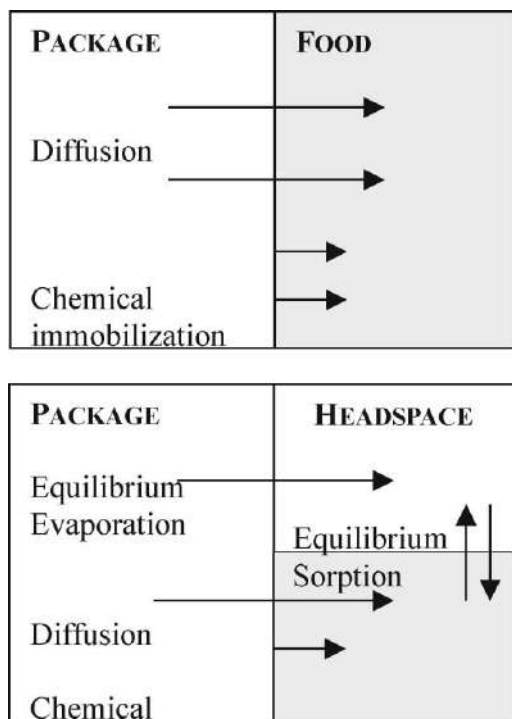 PACKAGE
FOOD
Diffusion
Chemical
immobilization
PACKAGE
HEADSPACE
Equilibrium
Evaporation
Equilibrium
Sorption
Diffusion
Chemical